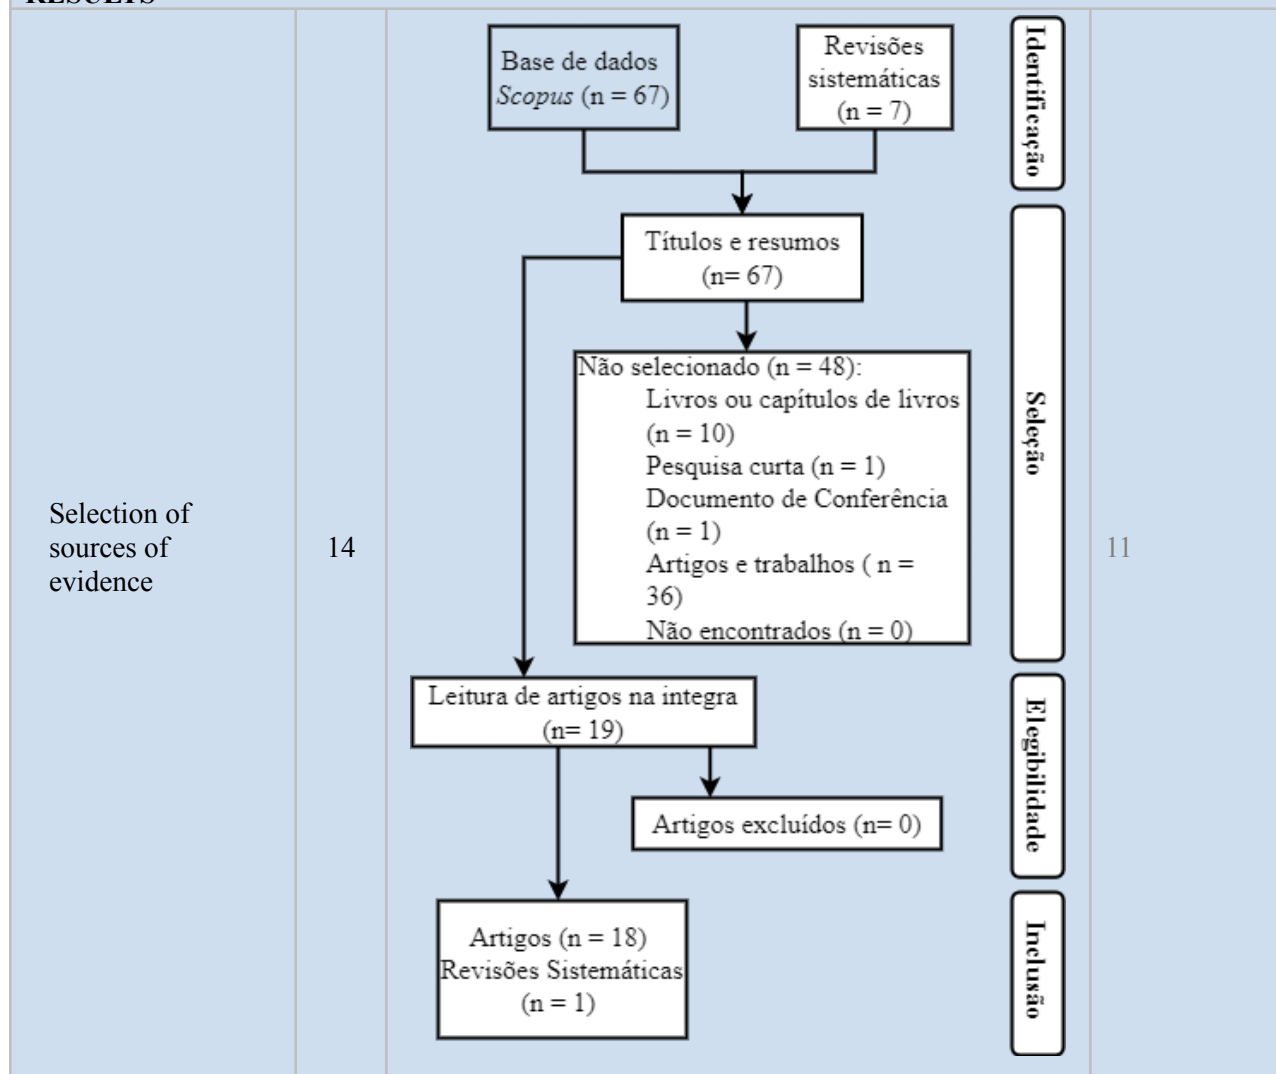 RESULTS
Selection of
sources of
evidence
14
Base de dados
Scopus (n = 67)
Revisões
sistemáticas
(n = 7)
Identificação
Títulos e resumos
(n= 67)
Não selecionado (n = 48):
Livros ou capítulos de livros
(n = 10)
Pesquisa curta (n = 1)
Documento de Conferência
(n = 1)
Artigos e trabalhos ( n =
36)
Não encontrados (n = 0)
Seleção
Leitura de artigos na integra
(n= 19)
Artigos excluídos (n= 0)
Elegibilidade
Artigos (n = 18)
Revisões Sistemáticas
(n = 1)
Inclusão
11